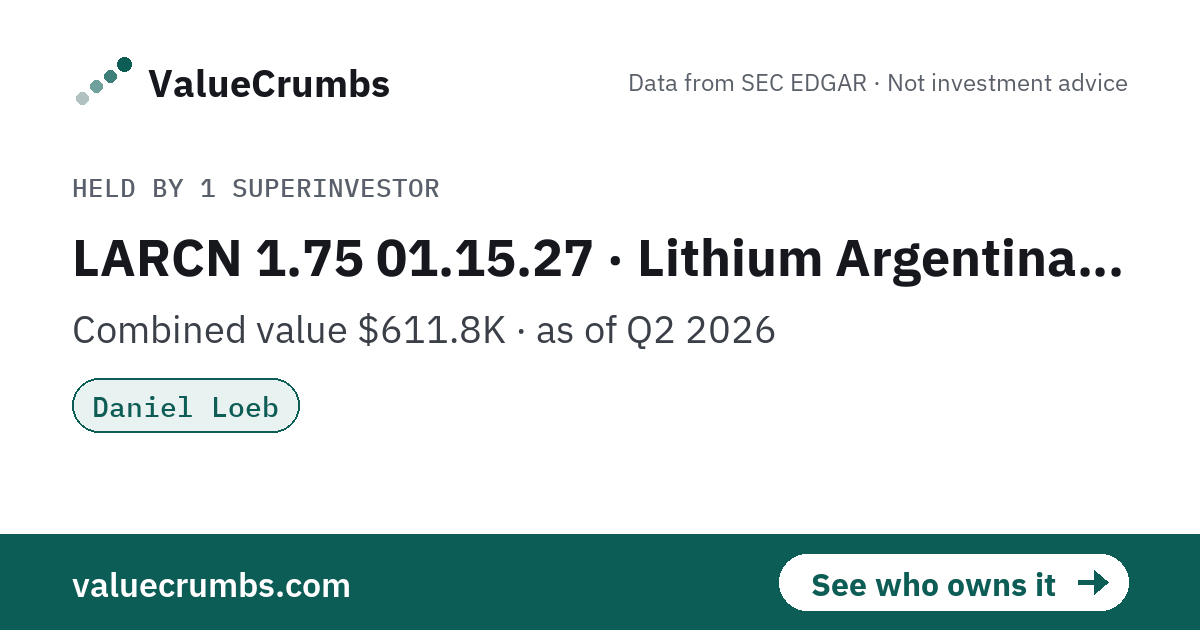 ValueCrumbs
Data from SEC EDGAR · Not investment advice
HELD BY 1 SUPERINVESTOR
LARCN 1.75 01.15.27 · Lithium Argentina...
Combined value $611.8K · as of Q2 2026
Daniel Loeb
valuecrumbs.com
See who owns it →